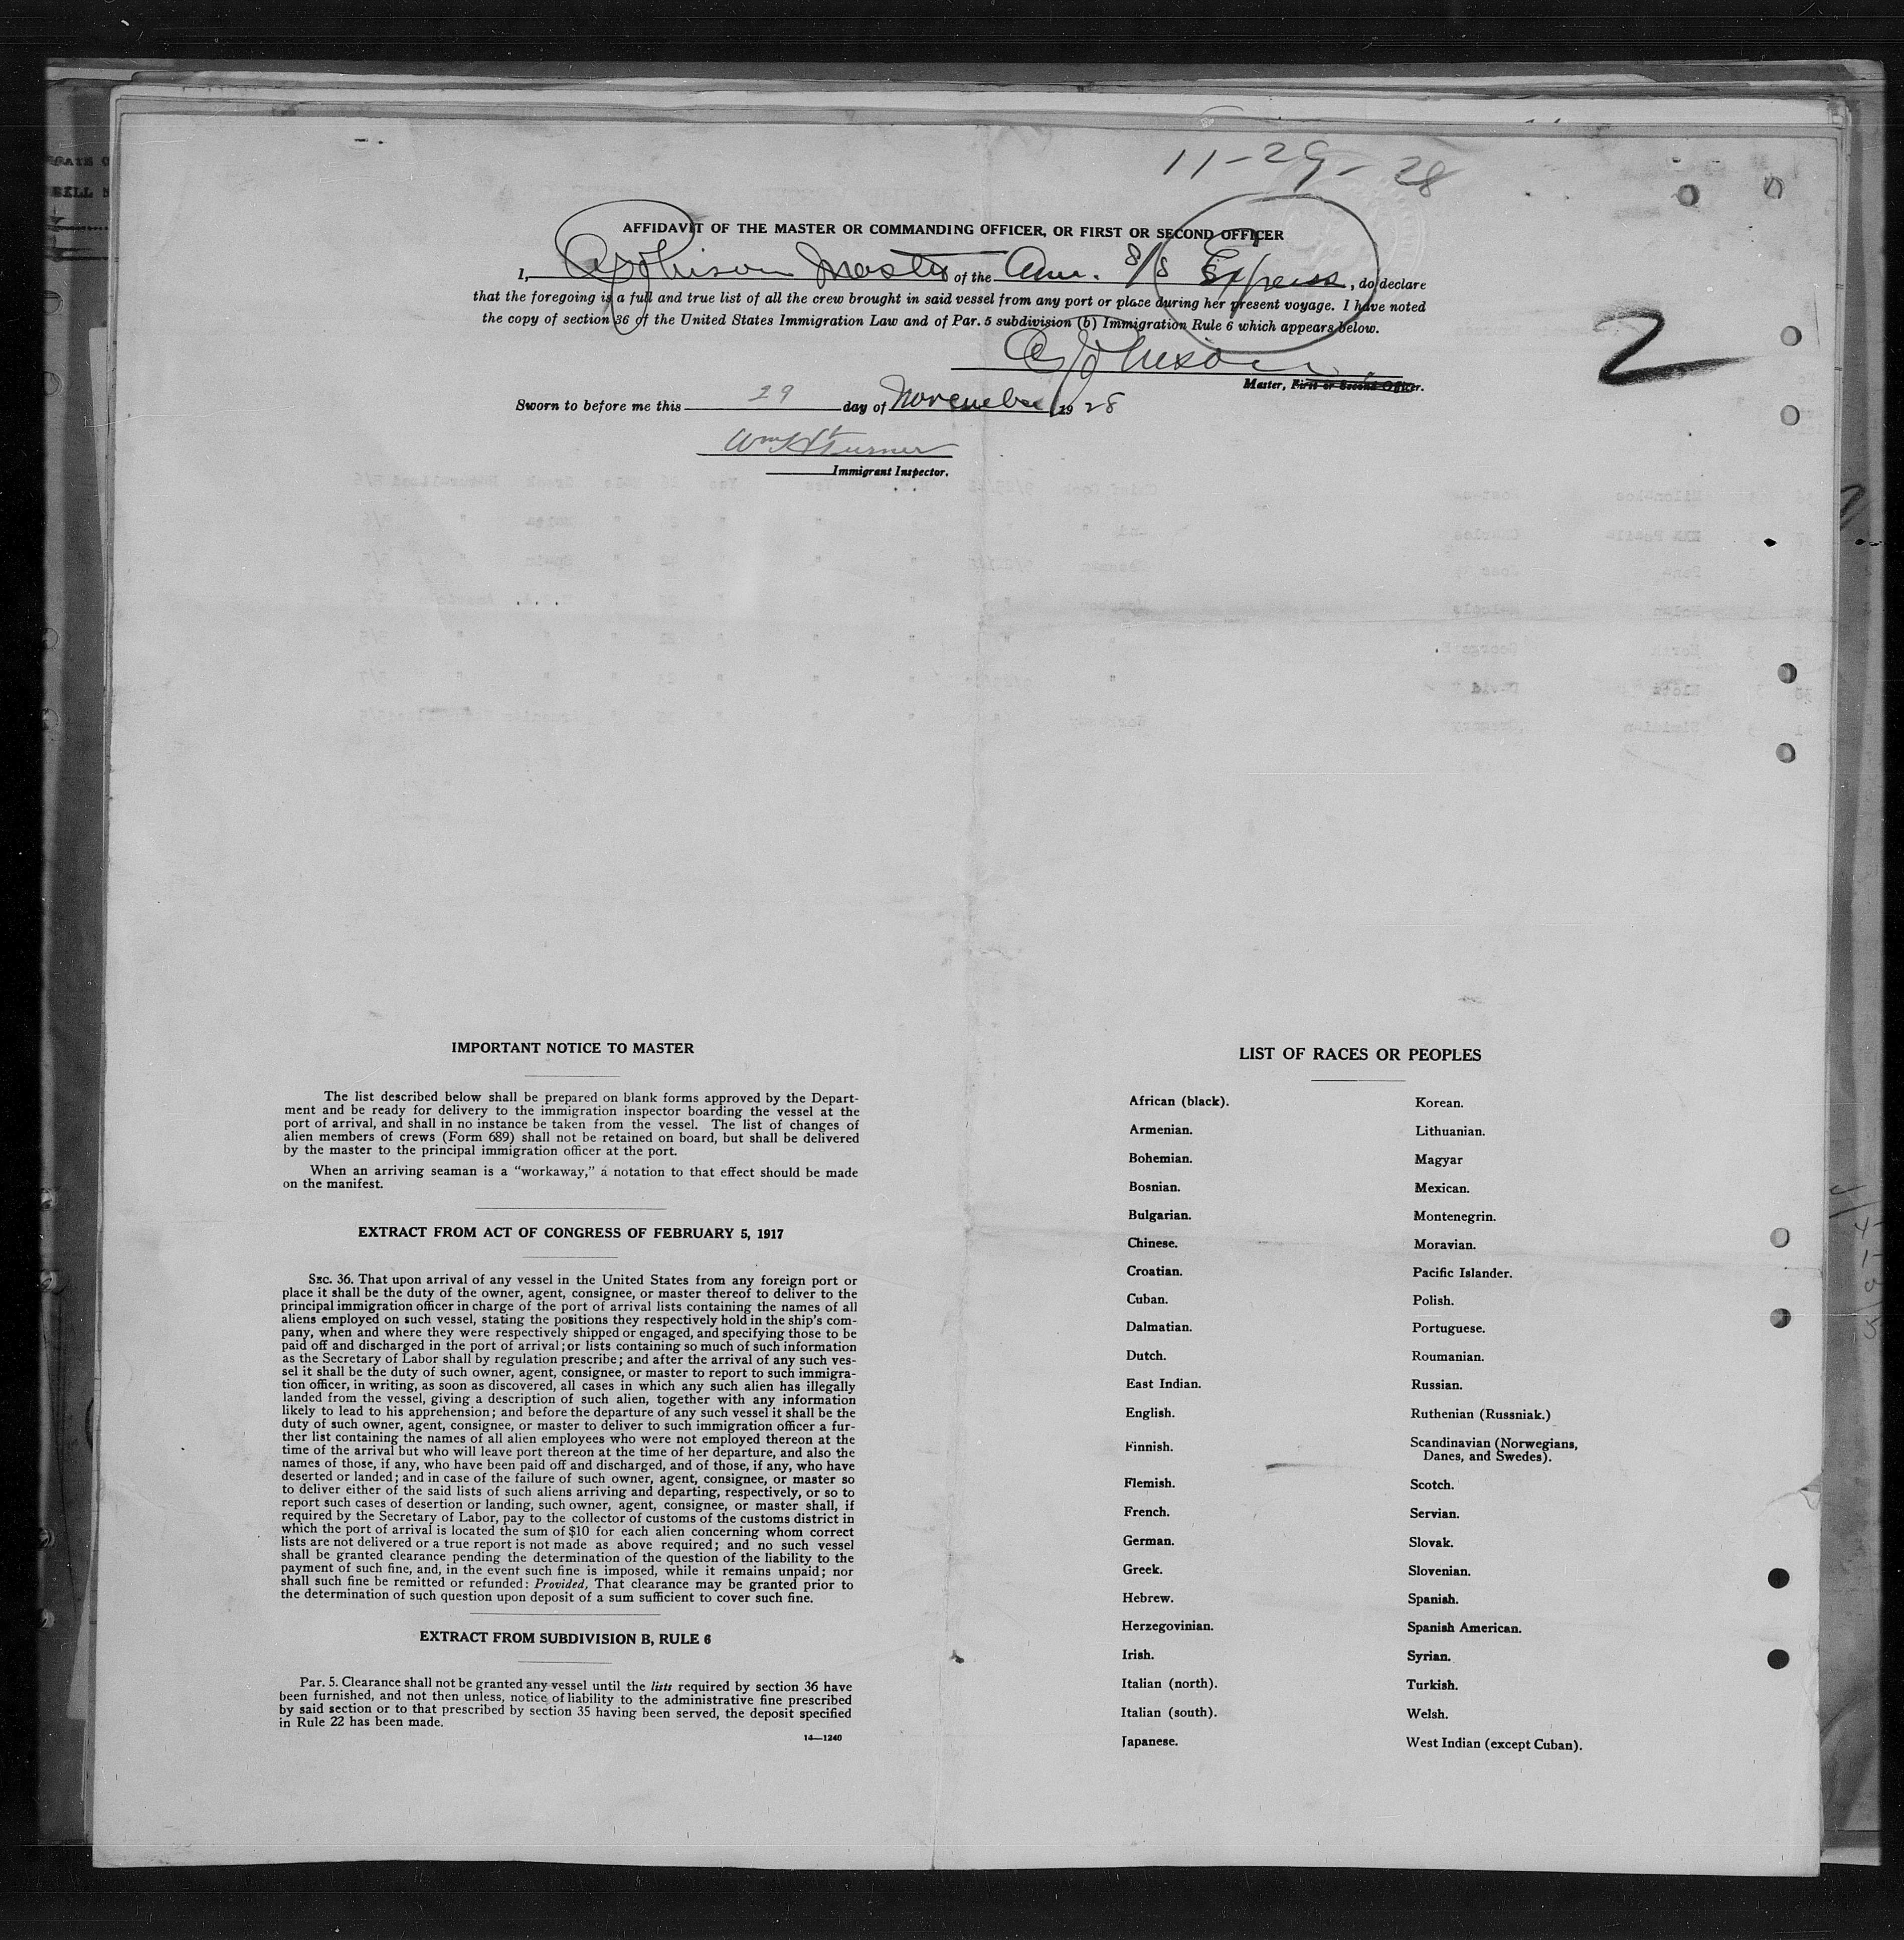 11-29-28
AFFIDAVIT OF THE MASTER OR COMMANDING OFFICER, OR FIRST OR SECOND OFFICER
I, Master of the Am. S/S Express, do declare
that the foregoing is a full and true list of all the crew brought in said vessel from any port or place during her present voyage. I have noted
the copy of section 36 of the United States Immigration Law and of Par. 5 subdivision (b) Immigration Rule 6 which appears below.
2
Master, First or Second Officer.
Sworn to before me this 29 day of November, 1928
Turner
Immigrant Inspector.
IMPORTANT NOTICE TO MASTER
The list described below shall be prepared on blank forms approved by the Depart-
ment and be ready for delivery to the immigration inspector boarding the vessel at the
port of arrival, and shall in no instance be taken from the vessel. The list of changes of
alien members of crews (Form 689) shall not be retained on board, but shall be delivered
by the master to the principal immigration officer at the port.
When an arriving seaman is a "workaway," a notation to that effect should be made
on the manifest.
EXTRACT FROM ACT OF CONGRESS OF FEBRUARY 5, 1917
SEC. 36. That upon arrival of any vessel in the United States from any foreign port or
place it shall be the duty of the owner, agent, consignee, or master thereof to deliver to the
principal immigration officer in charge of the port of arrival lists containing the names of all
aliens employed on such vessel, stating the positions they respectively hold in the ship's com-
pany, when and where they were respectively shipped or engaged, and specifying those to be
paid off and discharged in the port of arrival; or lists containing so much of such information
as the Secretary of Labor shall by regulation prescribe; and after the arrival of any such ves-
sel it shall be the duty of such owner, agent, consignee, or master to report to such immigra-
tion officer, in writing, as soon as discovered, all cases in which any such alien has illegally
landed from the vessel, giving a description of such alien, together with any information
likely to lead to his apprehension; and before the departure of any such vessel it shall be the
duty of such owner, agent, consignee, or master to deliver to such immigration officer a fur-
ther list containing the names of all alien employees who were not employed thereon at the
time of the arrival but who will leave port thereon at the time of her departure, and also the
names of those, if any, who have been paid off and discharged, and of those, if any, who have
deserted or landed; and in case of the failure of such owner, agent, consignee, or master so
to deliver either of the said lists of such aliens arriving and departing, respectively, or so to
report such cases of desertion or landing, such owner, agent, consignee, or master shall, if
required by the Secretary of Labor, pay to the collector of customs of the customs district in
which the port of arrival is located the sum of $10 for each alien concerning whom correct
lists are not delivered or a true report is not made as above required; and no such vessel
shall be granted clearance pending the determination of the question of the liability to the
payment of such fine, and, in the event such fine is imposed, while it remains unpaid; nor
shall such fine be remitted or refunded: Provided, That clearance may be granted prior to
the determination of such question upon deposit of a sum sufficient to cover such fine.
EXTRACT FROM SUBDIVISION B, RULE 6
Par. 5. Clearance shall not be granted any vessel until the lists required by section 36 have
been furnished, and not then unless, notice of liability to the administrative fine prescribed
by said section or to that prescribed by section 35 having been served, the deposit specified
in Rule 22 has been made.
14—1240
LIST OF RACES OR PEOPLES
African (black).
Armenian.
Bohemian.
Bosnian.
Bulgarian.
Chinese.
Croatian.
Cuban.
Dalmatian.
Dutch.
East Indian.
English.
Finnish.
Flemish.
French.
German.
Greek.
Hebrew.
Herzegovinian.
Irish.
Italian (north).
Italian (south).
Japanese.
Korean.
Lithuanian.
Magyar
Mexican.
Montenegrin.
Moravian.
Pacific Islander.
Polish.
Portuguese.
Roumanian.
Russian.
Ruthenian (Russniak.)
Scandinavian (Norwegians,
Danes, and Swedes).
Scotch.
Servian.
Slovak.
Slovenian.
Spanish.
Spanish American.
Syrian.
Turkish.
Welsh.
West Indian (except Cuban).